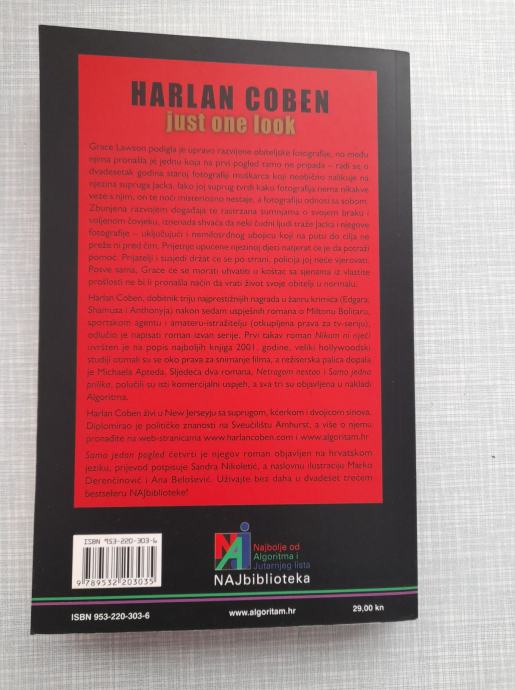 HARLAN COBEN
just one look
Grace Lawson podigla je upravo razvijene obiteljske fotografije, no među
njima pronašla je jednu koja na prvi pogled tamo ne pripada – radi se o
dvadesetak godina staroj fotografiji muškarca koji neobično nalikuje na
njezina supruga Jacka. Iako joj suprug tvrdi kako fotografija nema nikakve
veze s njim, on te noći misteriozno nestaje, a fotografiju odnosi sa sobom.
Zbunjena razvojem događaja te rastrzana sumnjama o svojem braku i
voljenom čovjeku, iznenada shvaća da neki čudni ljudi traže Jacka i njegove
fotografije – uključujući i nemilosrdnog ubojicu koji na putu do cilja ne
preže ni pred čim. Prijetnje upućene njezinoj djeci natjerat će je da potraži
pomoć. Prijatelji i susjedi držat će se po strani, policija joj neće vjerovati.
Posve sama, Grace će se morati uhvatiti u koštac sa sjenama iz vlastite
prošlosti ne bi li pronašla način da vrati život svoje obitelji u normalu.
Harlan Coben, dobitnik triju najprestižnijih nagrada u žanru krimića (Edgara,
Shamusa i Anthonyja) nakon sedam uspješnih romana o Mironu Bolitaru,
sportskom agentu i amateru-istražitelju (otkupljena prava za tv-seriju),
odlučio je napisati roman izvan serije. Prvi takav roman Nikom ni riječi
uvršten je na popis najboljih knjiga 2001. godine, veliki hollywoodski
studiji otimali su se oko prava za snimanje filma, a režiserska palica dopala
je Michaela Apteda. Sljedeća dva romana, Netragom nestao i Samo jedna
prilika, polučili su isti komercijalni uspjeh, a sva tri su objavljena u nakladi
Algoritma.
Harlan Coben živi u New Jerseyju sa suprugom, kćerkom i dvojicom sinova.
Diplomirao je političke znanosti na Sveučilištu Amhurst, a više o njemu
pronađite na web-stranicama www.harlancoben.com i www.algoritam.hr
Samo jedan pogled četvrti je njegov roman objavljen na hrvatskom
jeziku, prijevod potpisuje Sandra Nikoletić, a naslovnu ilustraciju Marko
Derenčinović i Ana Belošević. Uživajte bez daha u dvadeset trećem
bestseleru NAJbiblioteke!
ISBN 953-220-303-6
9 789532 203035
NAJ
Najbolje od
Algoritma i
Jutarnjeg lista
NAJbiblioteka
ISBN 953-220-303-6
www.algoritam.hr
29,00 kn